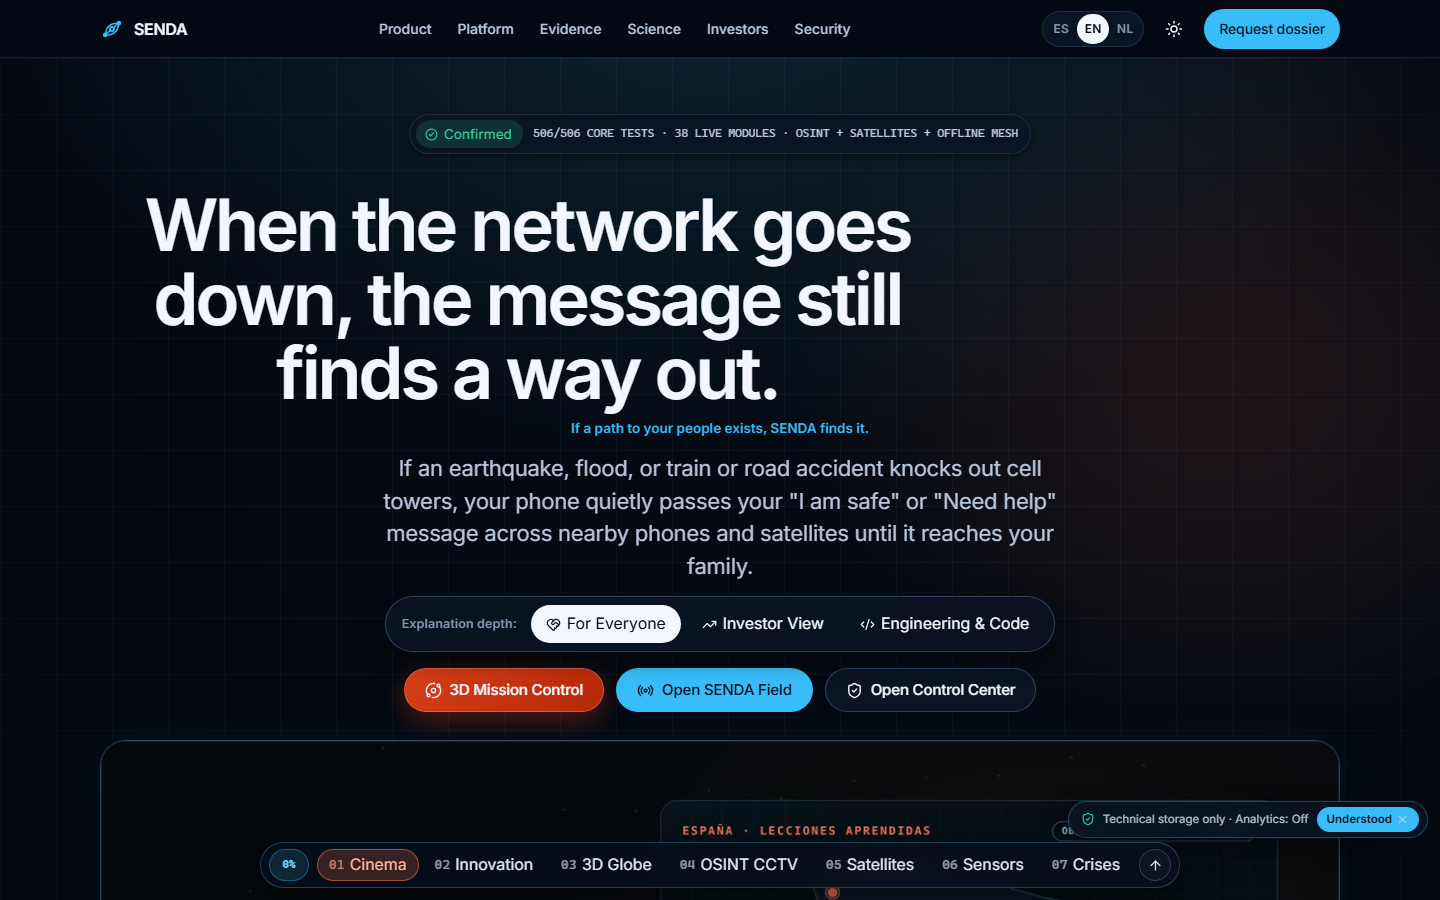 SENDA
Product Platform Evidence Science Investors Security
ES EN NL
Request dossier
Confirmed 506/506 CORE TESTS · 38 LIVE MODULES · OSINT + SATELLITES + OFFLINE MESH
When the network goes
down, the message still
finds a way out.
If a path to your people exists, SENDA finds it.
If an earthquake, flood, or train or road accident knocks out cell
towers, your phone quietly passes your "I am safe" or "Need help"
message across nearby phones and satellites until it reaches your
family.
Explanation depth: For Everyone Investor View Engineering & Code
3D Mission Control Open SENDA Field Open Control Center
ESPAÑA · LECCIONES APRENDIDAS
Technical storage only · Analytics: Off Understood
0% 01 Cinema 02 Innovation 03 3D Globe 04 OSINT CCTV 05 Satellites 06 Sensors 07 Crises